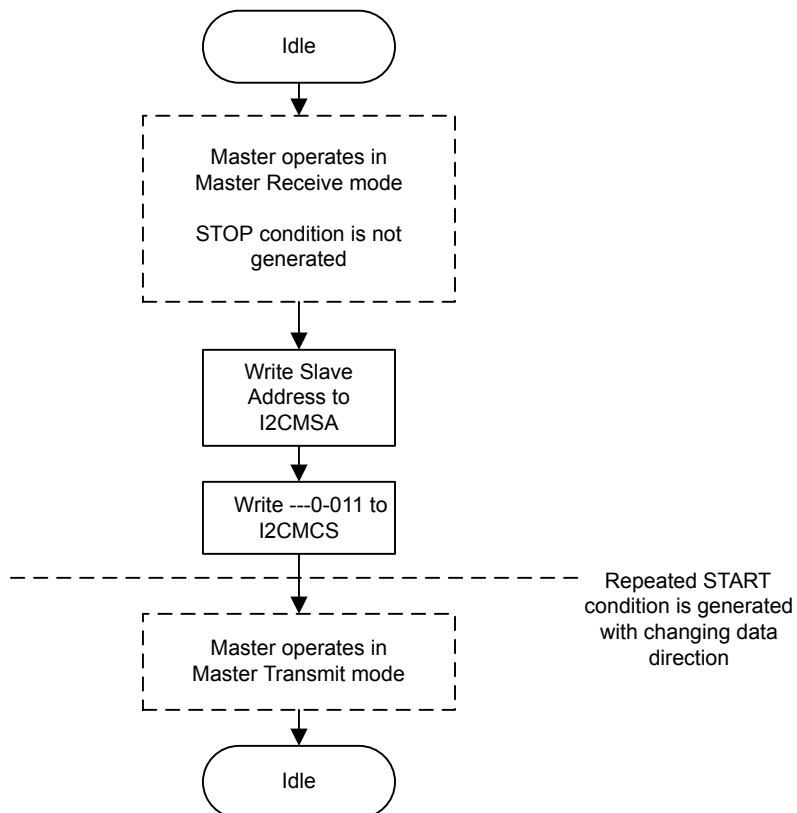 Idle
Master operates in
Master Receive mode
STOP condition is not
generated
Write Slave
Address to
I2CMSA
Write ---0-011 to
I2CMCS
Repeated START
condition is generated
with changing data
direction
Master operates in
Master Transmit mode
Idle